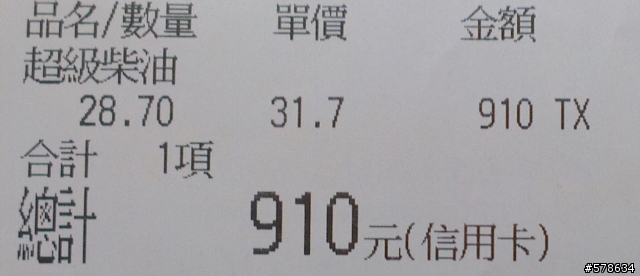 品名/數量 單價 金額
超級柴油
28.70 31.7 910 TX
合計 1項
總計 910元(信用卡)
#578634